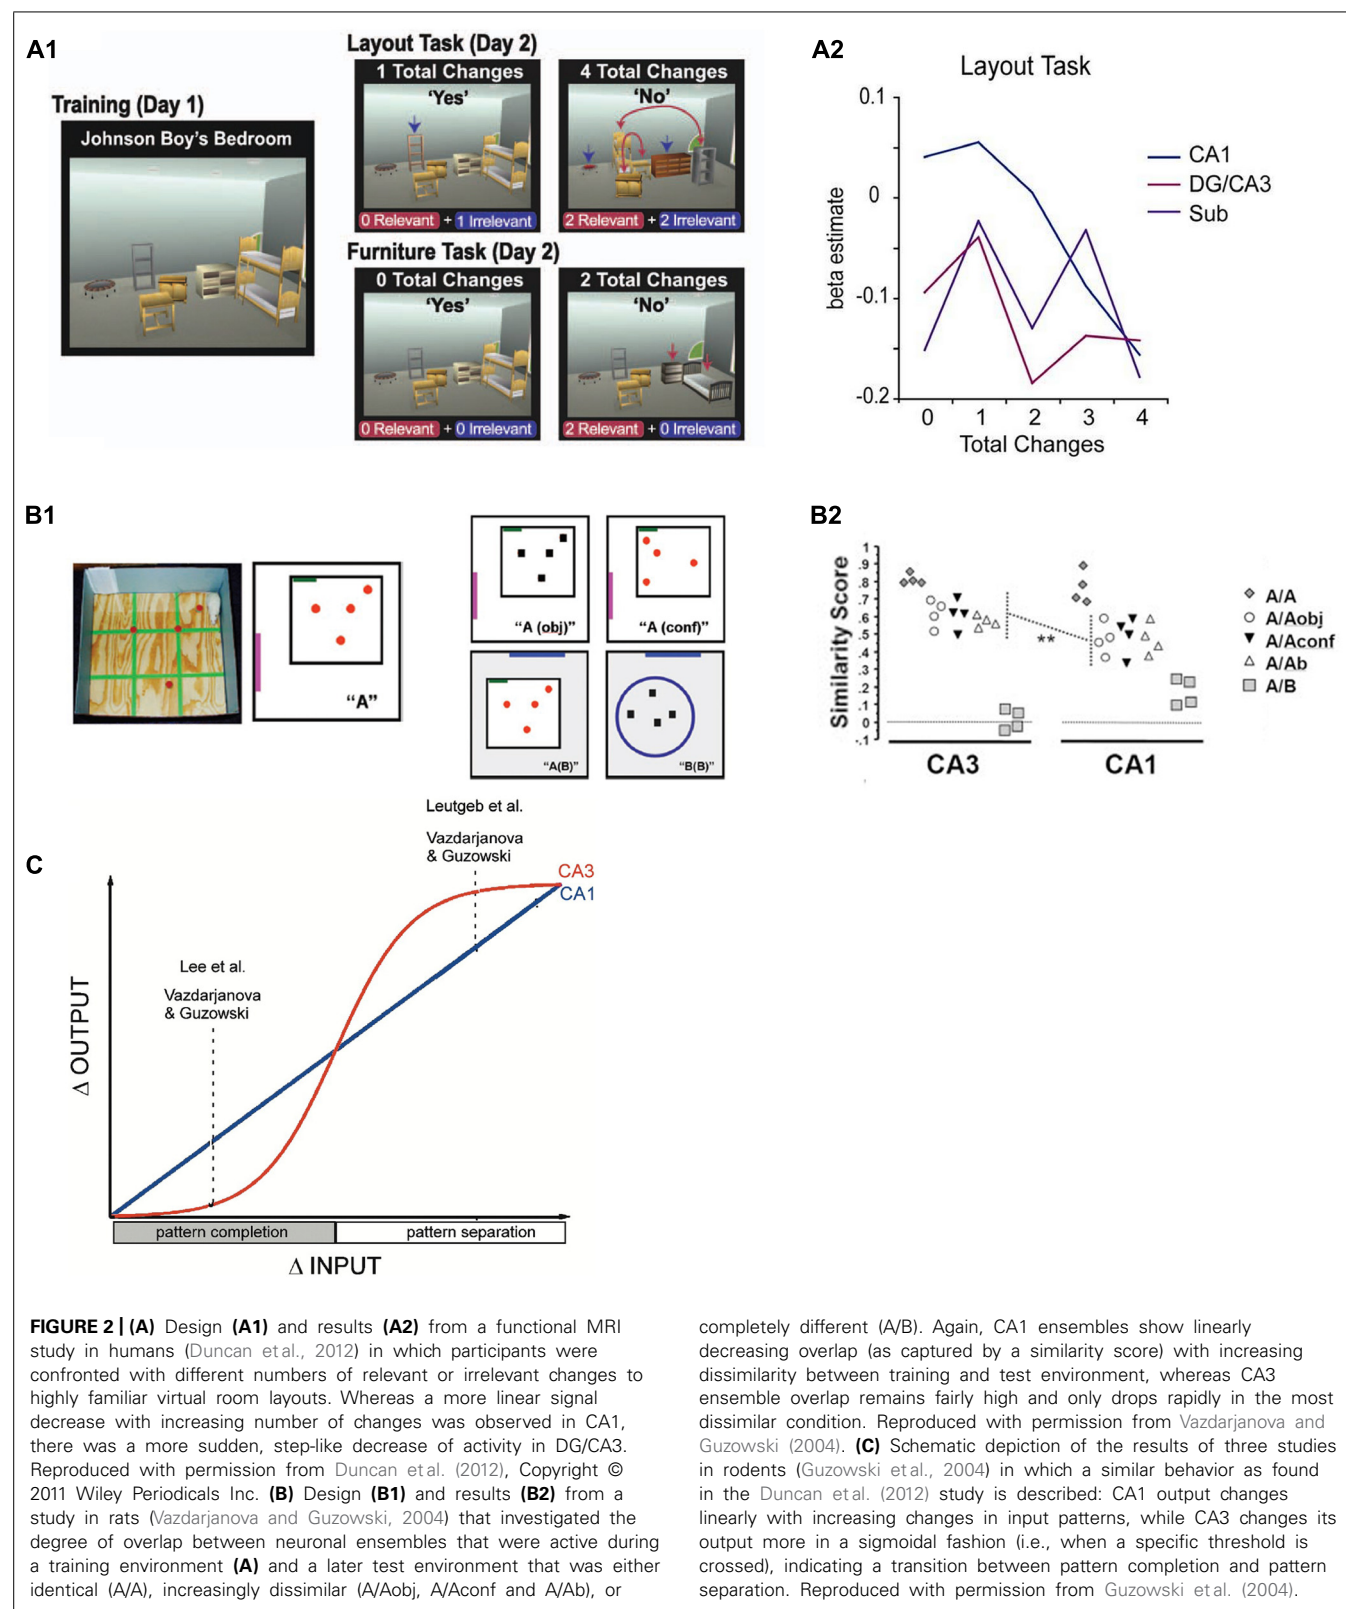 A1
Training (Day 1)
Johnson Boy's Bedroom
Layout Task (Day 2)
1 Total Changes
'Yes'
0 Relevant + 1 Irrelevant
4 Total Changes
'No'
2 Relevant + 2 Irrelevant
Furniture Task (Day 2)
0 Total Changes
'Yes'
0 Relevant + 0 Irrelevant
2 Total Changes
'No'
2 Relevant + 0 Irrelevant
A2
Layout Task
0.1
0
-0.1
-0.2
beta estimate
0 1 2 3 4
Total Changes
CA1
DG/CA3
Sub
B1
"A"
"A (obj)"
"A (conf)"
"A(B)"
"B(B)"
B2
Similarity Score
1
.9
.8
.7
.6
.5
.4
.3
.2
.1
0
-.1
**
CA3
CA1
A/A
A/Aobj
A/Aconf
A/Ab
A/B
C
Leutgeb et al.
Vazdarjanova
& Guzowski
CA3
CA1
Lee et al.
Vazdarjanova
& Guzowski
Δ OUTPUT
pattern completion
pattern separation
Δ INPUT
FIGURE 2 | (A) Design (A1) and results (A2) from a functional MRI
study in humans (Duncan et al., 2012) in which participants were
confronted with different numbers of relevant or irrelevant changes to
highly familiar virtual room layouts. Whereas a more linear signal
decrease with increasing number of changes was observed in CA1,
there was a more sudden, step-like decrease of activity in DG/CA3.
Reproduced with permission from Duncan et al. (2012), Copyright ©
2011 Wiley Periodicals Inc. (B) Design (B1) and results (B2) from a
study in rats (Vazdarjanova and Guzowski, 2004) that investigated the
degree of overlap between neuronal ensembles that were active during
a training environment (A) and a later test environment that was either
identical (A/A), increasingly dissimilar (A/Aobj, A/Aconf and A/Ab), or
completely different (A/B). Again, CA1 ensembles show linearly
decreasing overlap (as captured by a similarity score) with increasing
dissimilarity between training and test environment, whereas CA3
ensemble overlap remains fairly high and only drops rapidly in the most
dissimilar condition. Reproduced with permission from Vazdarjanova and
Guzowski (2004). (C) Schematic depiction of the results of three studies
in rodents (Guzowski et al., 2004) in which a similar behavior as found
in the Duncan et al. (2012) study is described: CA1 output changes
linearly with increasing changes in input patterns, while CA3 changes its
output more in a sigmoidal fashion (i.e., when a specific threshold is
crossed), indicating a transition between pattern completion and pattern
separation. Reproduced with permission from Guzowski et al. (2004).